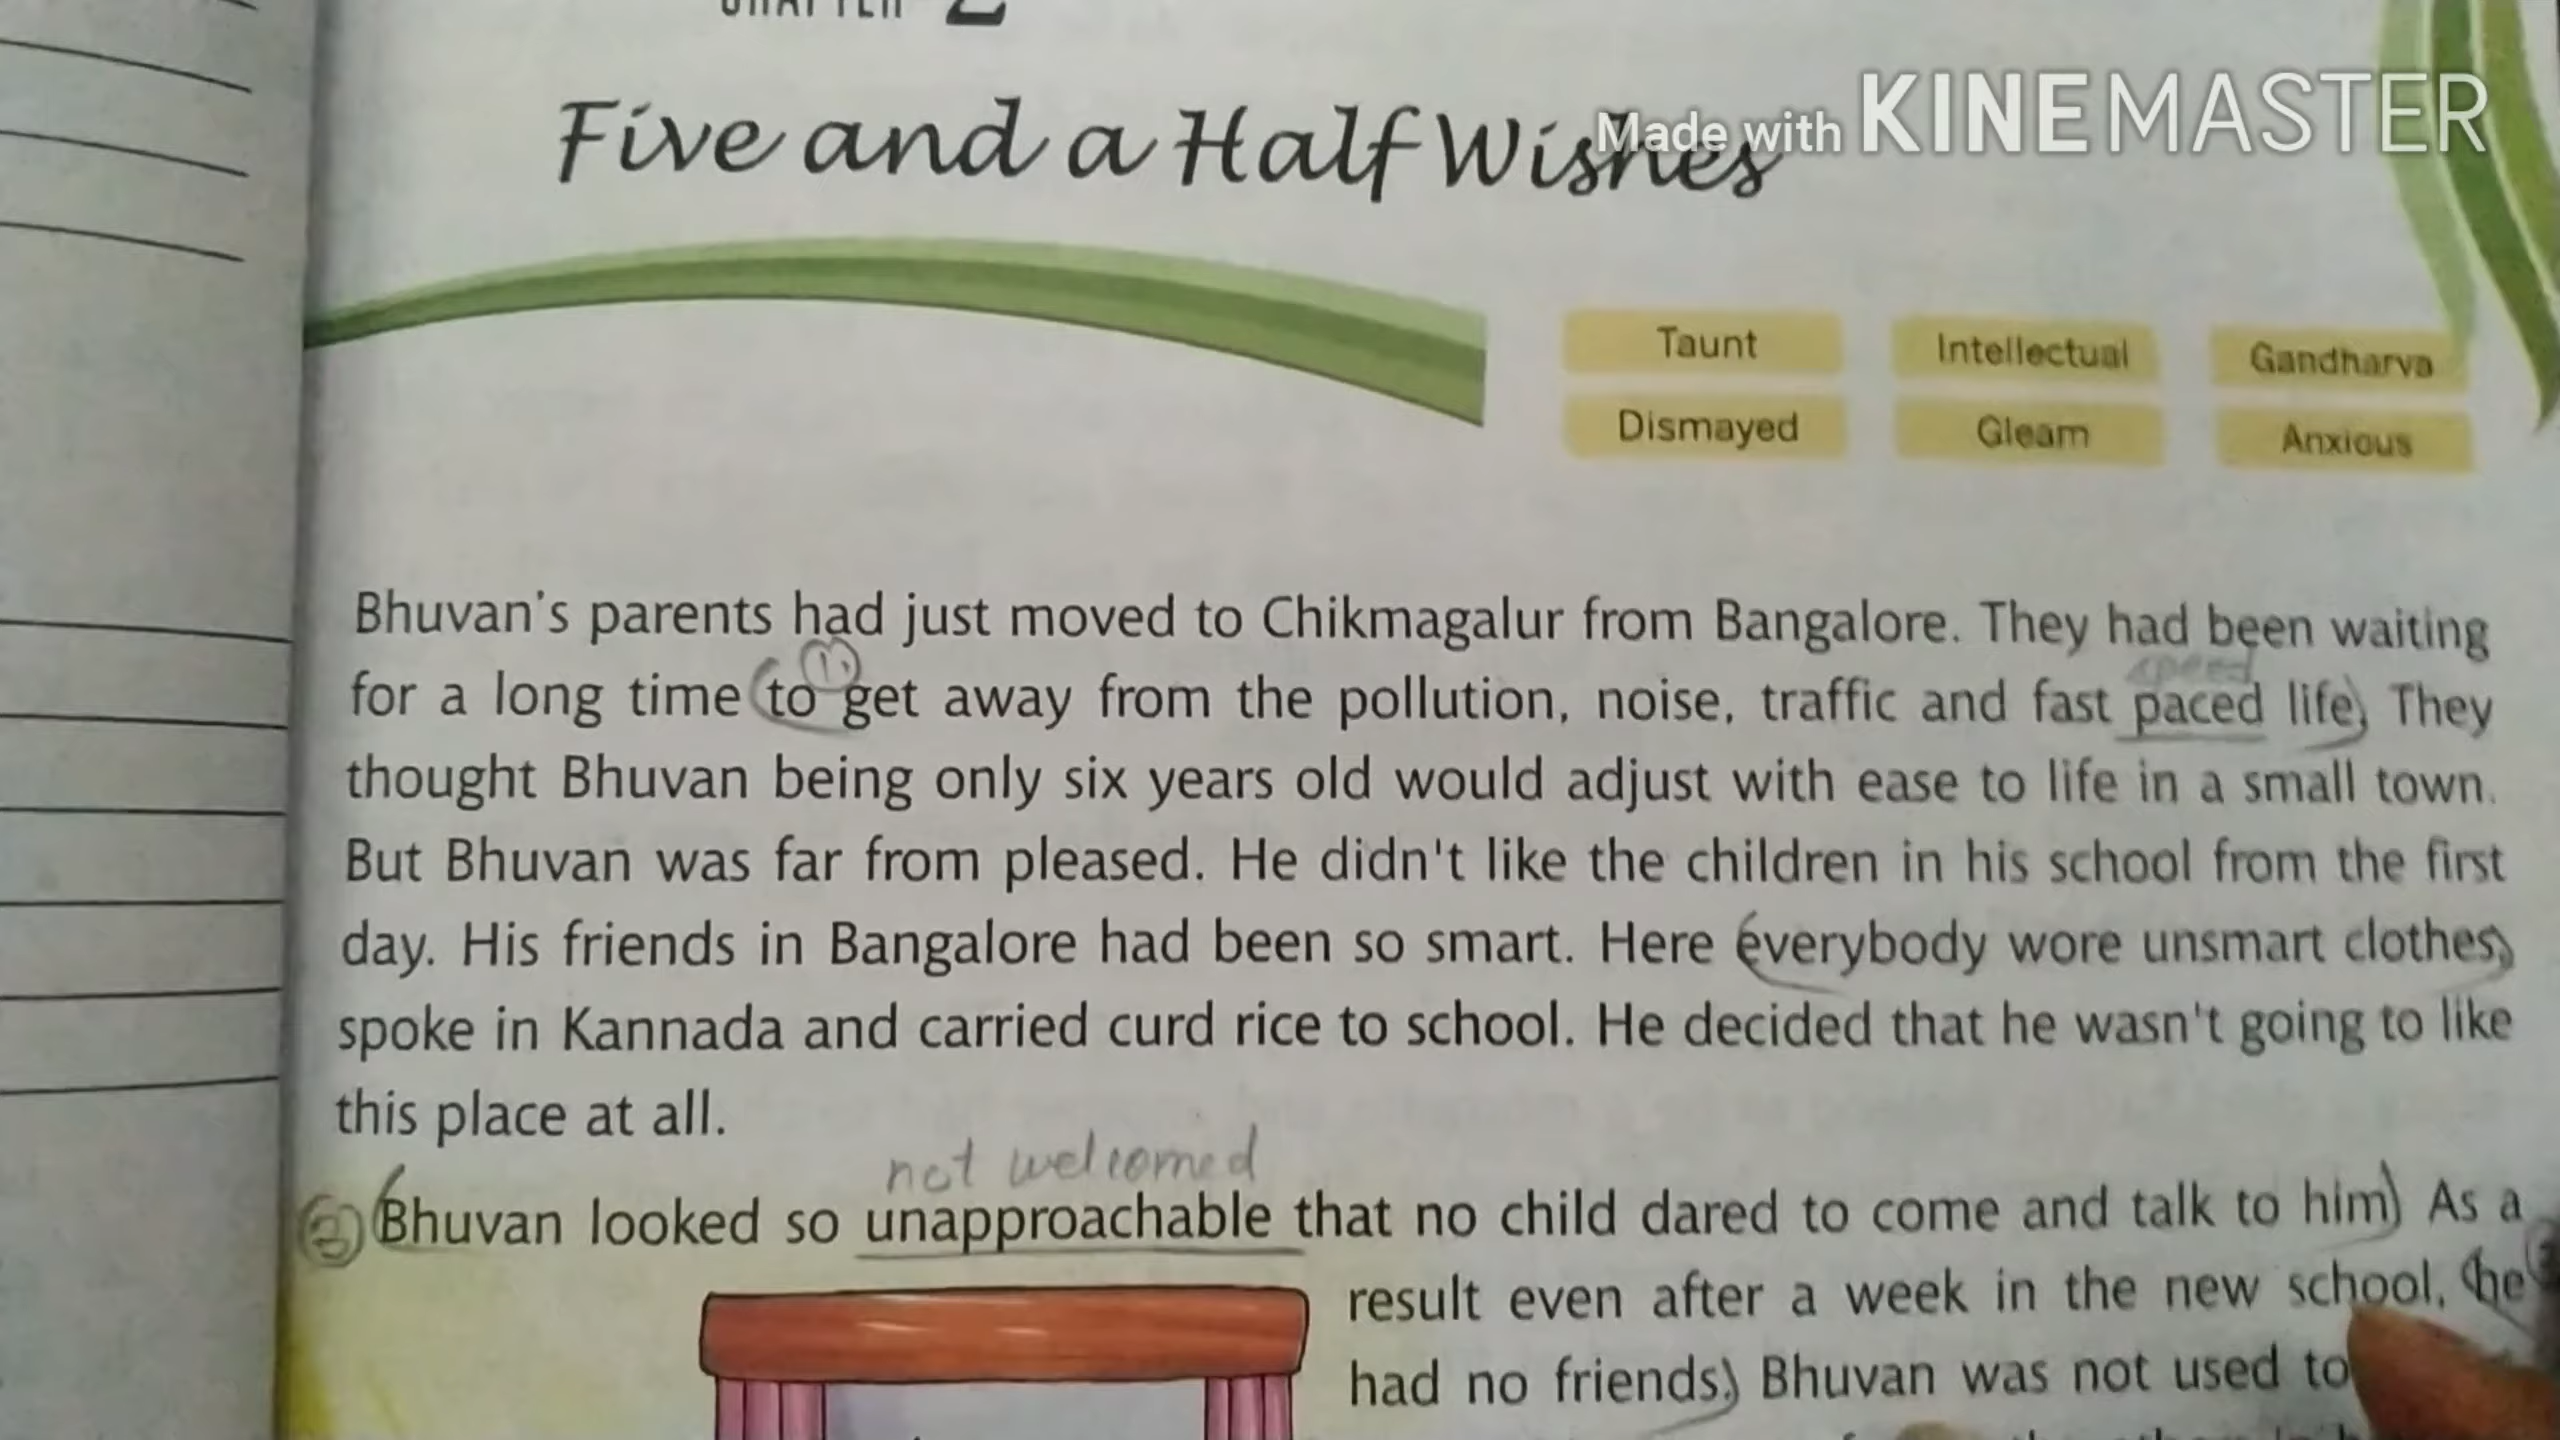 CHAPTER 2
Five and a Half Wishes
Made with KINEMASTER
Taunt Intellectual Gandharva
Dismayed Gleam Anxious
Bhuvan's parents had just moved to Chikmagalur from Bangalore. They had been waiting
(1)
speed
for a long time (to get away from the pollution, noise, traffic and fast paced life) They
thought Bhuvan being only six years old would adjust with ease to life in a small town.
But Bhuvan was far from pleased. He didn't like the children in his school from the first
day. His friends in Bangalore had been so smart. Here (everybody wore unsmart clothes,)
spoke in Kannada and carried curd rice to school. He decided that he wasn't going to like
this place at all.
not welcomed
(2) (Bhuvan looked so unapproachable that no child dared to come and talk to him) As a
result even after a week in the new school, (he
had no friends.) Bhuvan was not used to